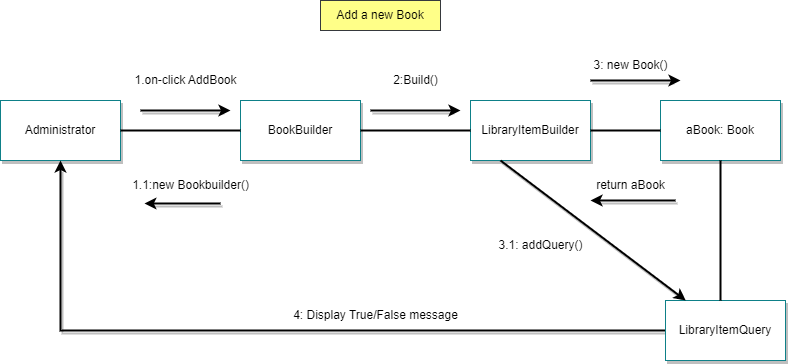 Add a new Book
3: new Book()
1.on-click AddBook
2:Build()
Administrator
BookBuilder
LibraryItemBuilder
aBook: Book
1.1:new Bookbuilder()
return aBook
3.1: addQuery()
4: Display True/False message
LibraryItemQuery